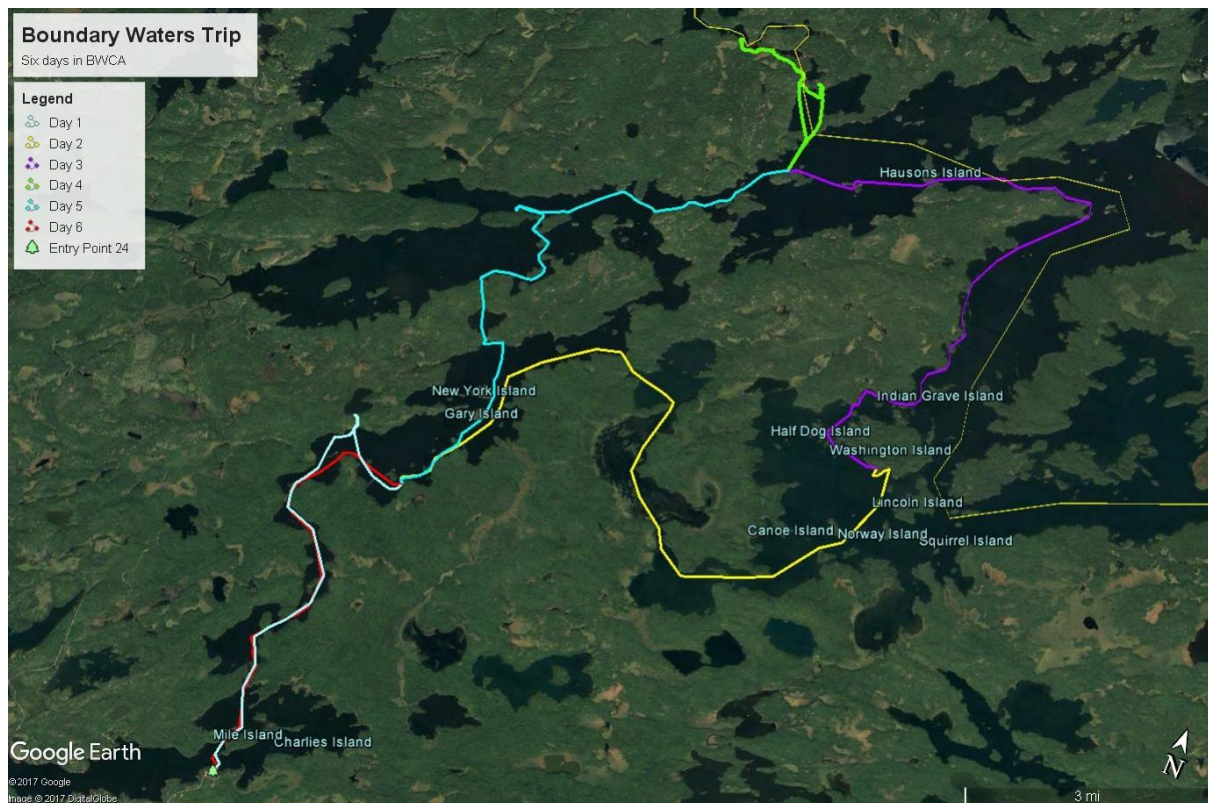 Boundary Waters Trip
Six days in BWCA
Legend
Day 1
Day 2
Day 3
Day 4
Day 5
Day 6
Entry Point 24
Hausons Island
New York Island
Gary Island
Indian Grave Island
Half Dog Island
Washington Island
Lincoln Island
Canoe Island
Norway Island
Squirrel Island
Mile Island
Charlies Island
Google Earth
©2017 Google
Image © 2017 DigitalGlobe
N
3 mi